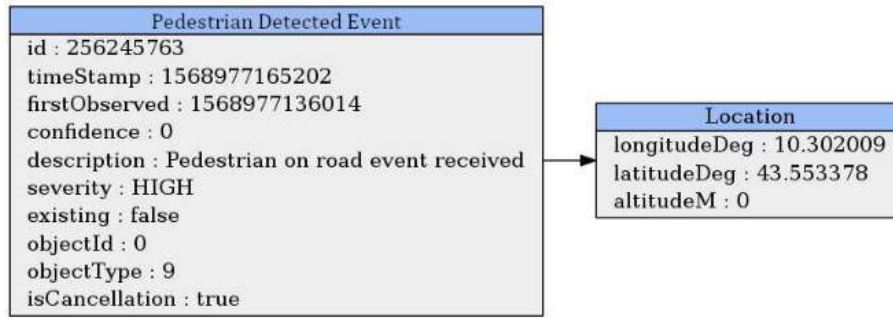 Pedestrian Detected Event
id : 256245763
timeStamp : 1568977165202
firstObserved : 1568977136014
confidence : 0
description : Pedestrian on road event received
severity : HIGH
existing : false
objectId : 0
objectType : 9
isCancellation : true
Location
longitudeDeg : 10.302009
latitudeDeg : 43.553378
altitudeM : 0